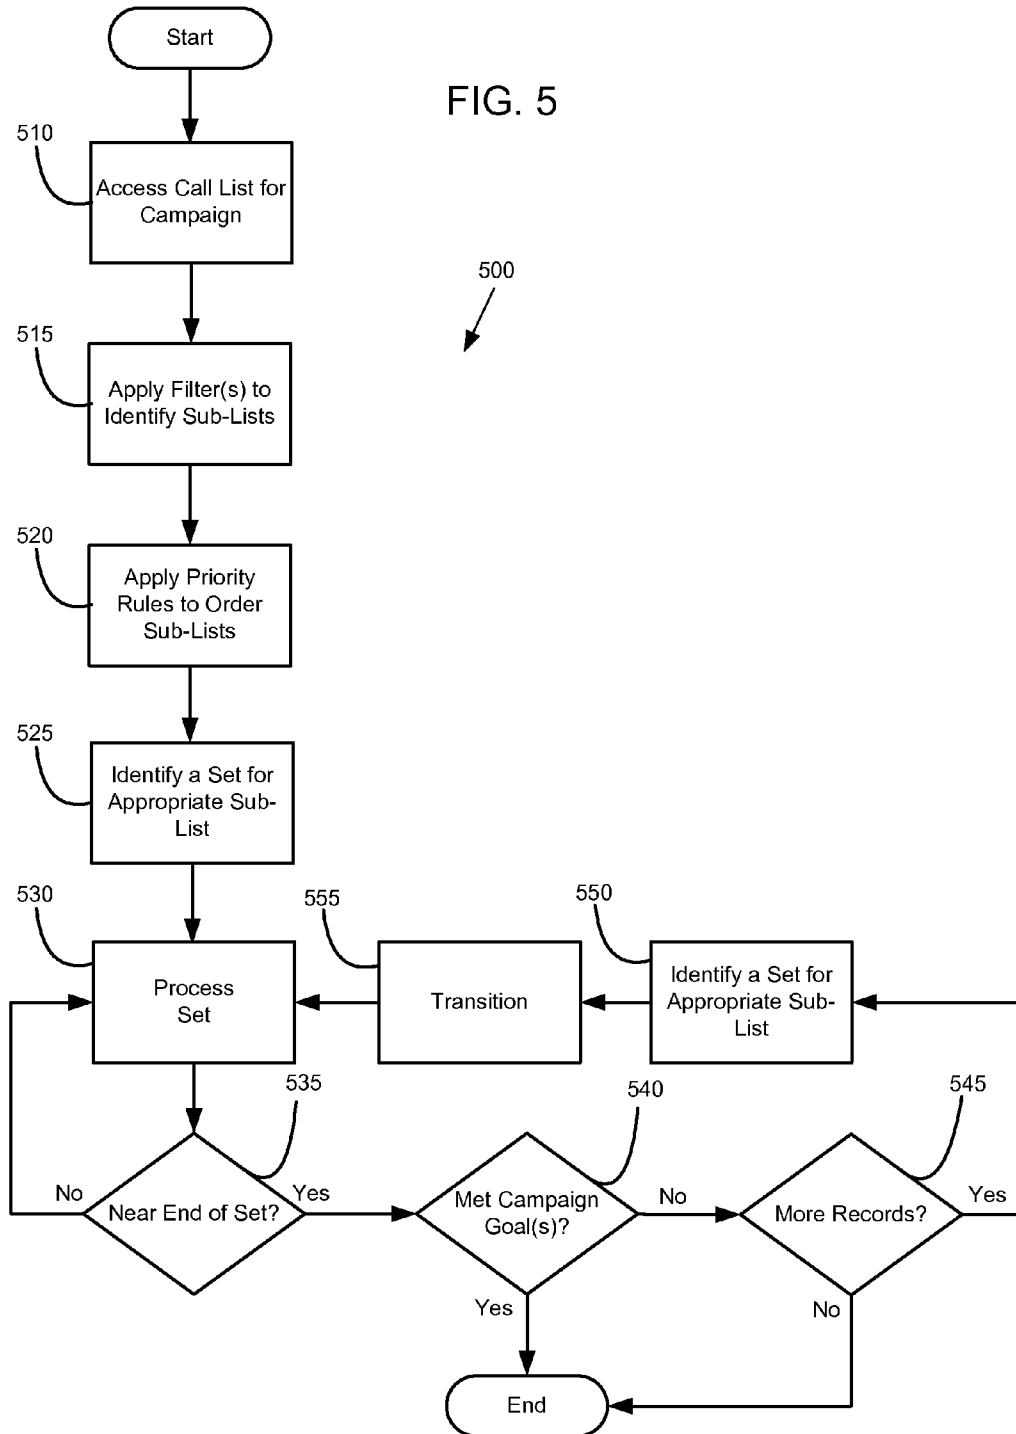 Start
FIG. 5
510
Access Call List for
Campaign
500
515
Apply Filter(s) to
Identify Sub-Lists
520
Apply Priority
Rules to Order
Sub-Lists
525
Identify a Set for
Appropriate Sub-
List
530
555
550
Process
Set
Transition
Identify a Set for
Appropriate Sub-
List
535
540
545
No
Near End of Set?
Yes
Met Campaign
Goal(s)?
No
More Records?
Yes
Yes
No
End